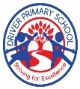 DRIVER PRIMARY SCHOOL
Striving for Excellence